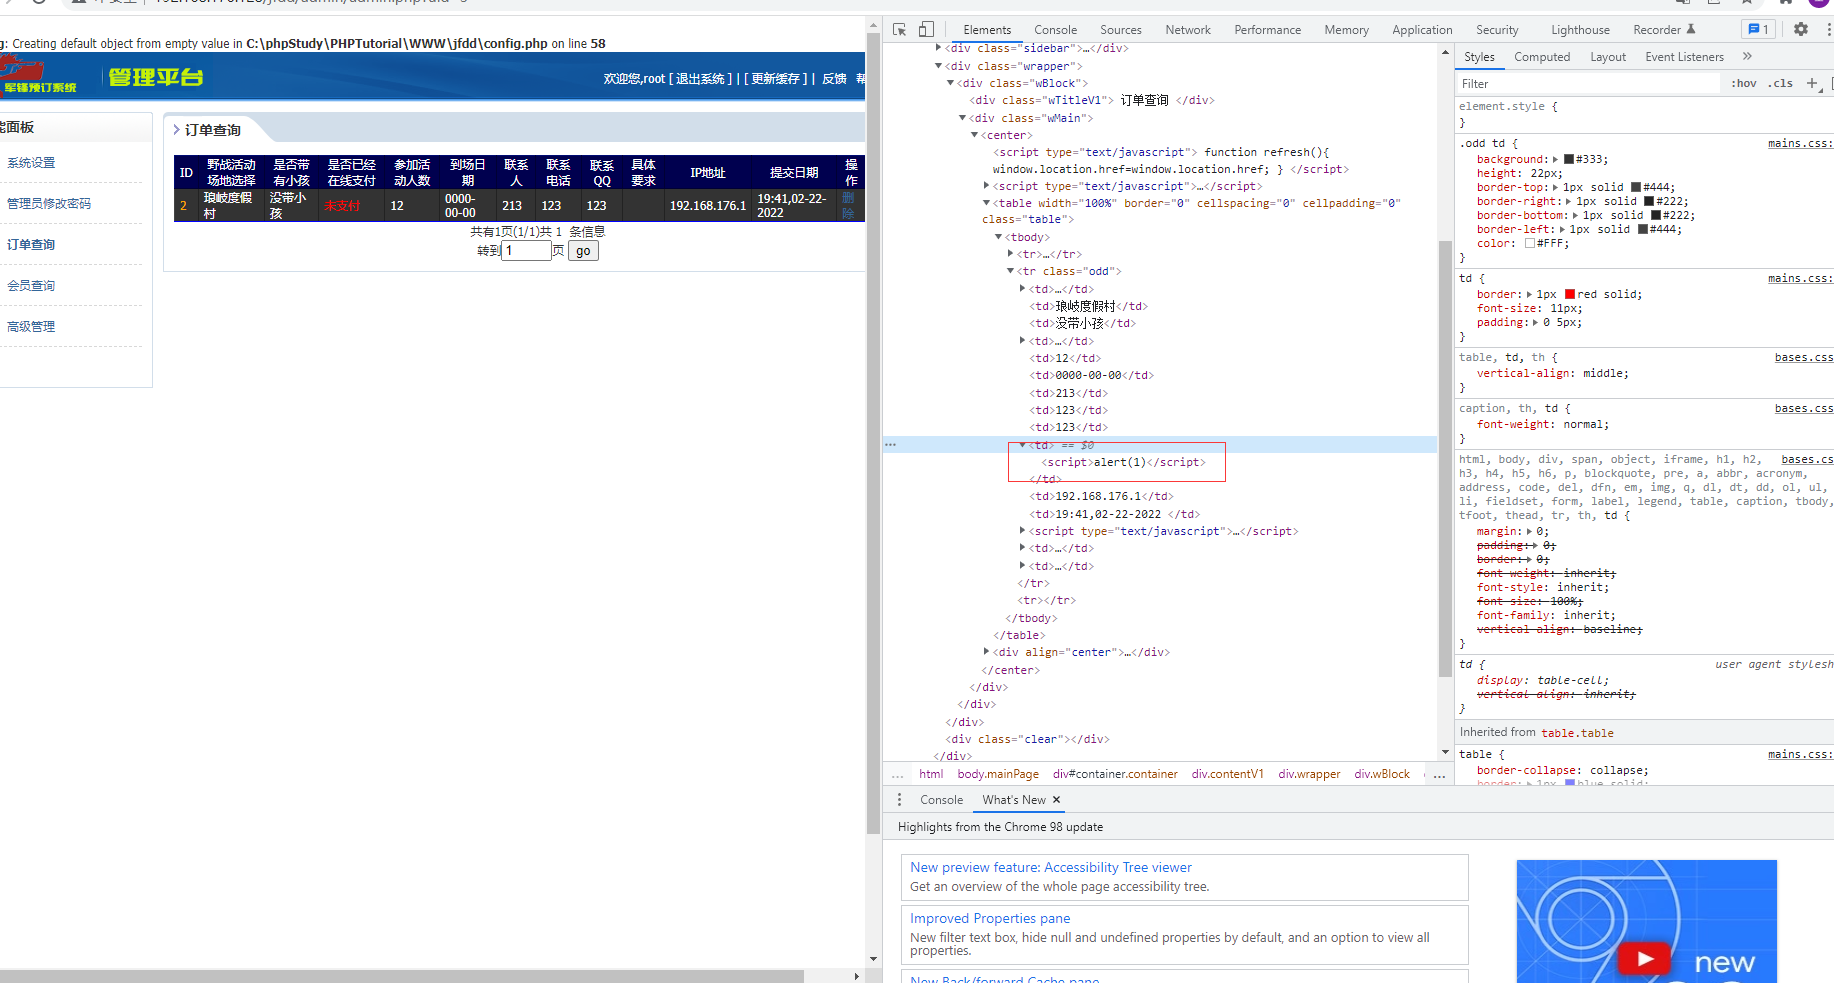 g: Creating default object from empty value in C:\phpStudy\PHPTutorial\WWW\jfdd\config.php on line 58
军锋预订系统
管理平台
欢迎您,root [ 退出系统 ] | [ 更新缓存 ] | 反馈
能面板
系统设置
管理员修改密码
订单查询
会员查询
高级管理
订单查询
ID 野战活动场地选择 是否带有小孩 是否已经在线支付 参加活动人数 到场日期 联系人 联系电话 联系QQ 具体要求 IP地址 提交日期 操作
2 琅岐度假村 没带小孩 未支付 12 0000-00-00 213 123 123 192.168.176.1 19:41,02-22-2022 删除
共有1页(1/1)共 1 条信息
转到 1 页 go
Elements Console Sources Network Performance Memory Application Security Lighthouse Recorder 1
<div class="sidebar">…</div>
<div class="wrapper">
<div class="wBlock">
<div class="wTitleV1"> 订单查询 </div>
<div class="wMain">
<center>
<script type="text/javascript"> function refresh(){
window.location.href=window.location.href; } </script>
<script type="text/javascript">…</script>
<table width="100%" border="0" cellspacing="0" cellpadding="0"
class="table">
<tbody>
<tr>…</tr>
<tr class="odd">
<td>…</td>
<td>琅岐度假村</td>
<td>没带小孩</td>
<td>…</td>
<td>12</td>
<td>0000-00-00</td>
<td>213</td>
<td>123</td>
<td>123</td>
… <td> == $0
<script>alert(1)</script>
</td>
<td>192.168.176.1</td>
<td>19:41,02-22-2022 </td>
<script type="text/javascript">…</script>
<td>…</td>
<td>…</td>
</tr>
<tr></tr>
</tbody>
</table>
<div align="center">…</div>
</center>
</div>
</div>
</div>
<div class="clear"></div>
</div>
… html body.mainPage div#container.container div.contentV1 div.wrapper div.wBlock …
Styles Computed Layout Event Listeners »
Filter :hov .cls +
element.style {
}
.odd td { mains.css:
background: #333;
height: 22px;
border-top: 1px solid #444;
border-right: 1px solid #222;
border-bottom: 1px solid #222;
border-left: 1px solid #444;
color: #FFF;
}
td { mains.css:
border: 1px red solid;
font-size: 11px;
padding: 0 5px;
}
table, td, th { bases.css
vertical-align: middle;
}
caption, th, td { bases.css
font-weight: normal;
}
html, body, div, span, object, iframe, h1, h2, bases.cs
h3, h4, h5, h6, p, blockquote, pre, a, abbr, acronym,
address, code, del, dfn, em, img, q, dl, dt, dd, ol, ul,
li, fieldset, form, label, legend, table, caption, tbody,
tfoot, thead, tr, th, td {
margin: 0;
padding: 0;
border: 0;
font-weight: inherit;
font-style: inherit;
font-size: 100%;
font-family: inherit;
vertical-align: baseline;
}
td { user agent stylesh
display: table-cell;
vertical-align: inherit;
}
Inherited from table.table
table { mains.css:
border-collapse: collapse;
border: 1px blue solid;
Console What's New ×
Highlights from the Chrome 98 update
New preview feature: Accessibility Tree viewer
Get an overview of the whole page accessibility tree.
Improved Properties pane
New filter text box, hide null and undefined properties by default, and an option to view all
properties.
New Back/forward Cache pane
new